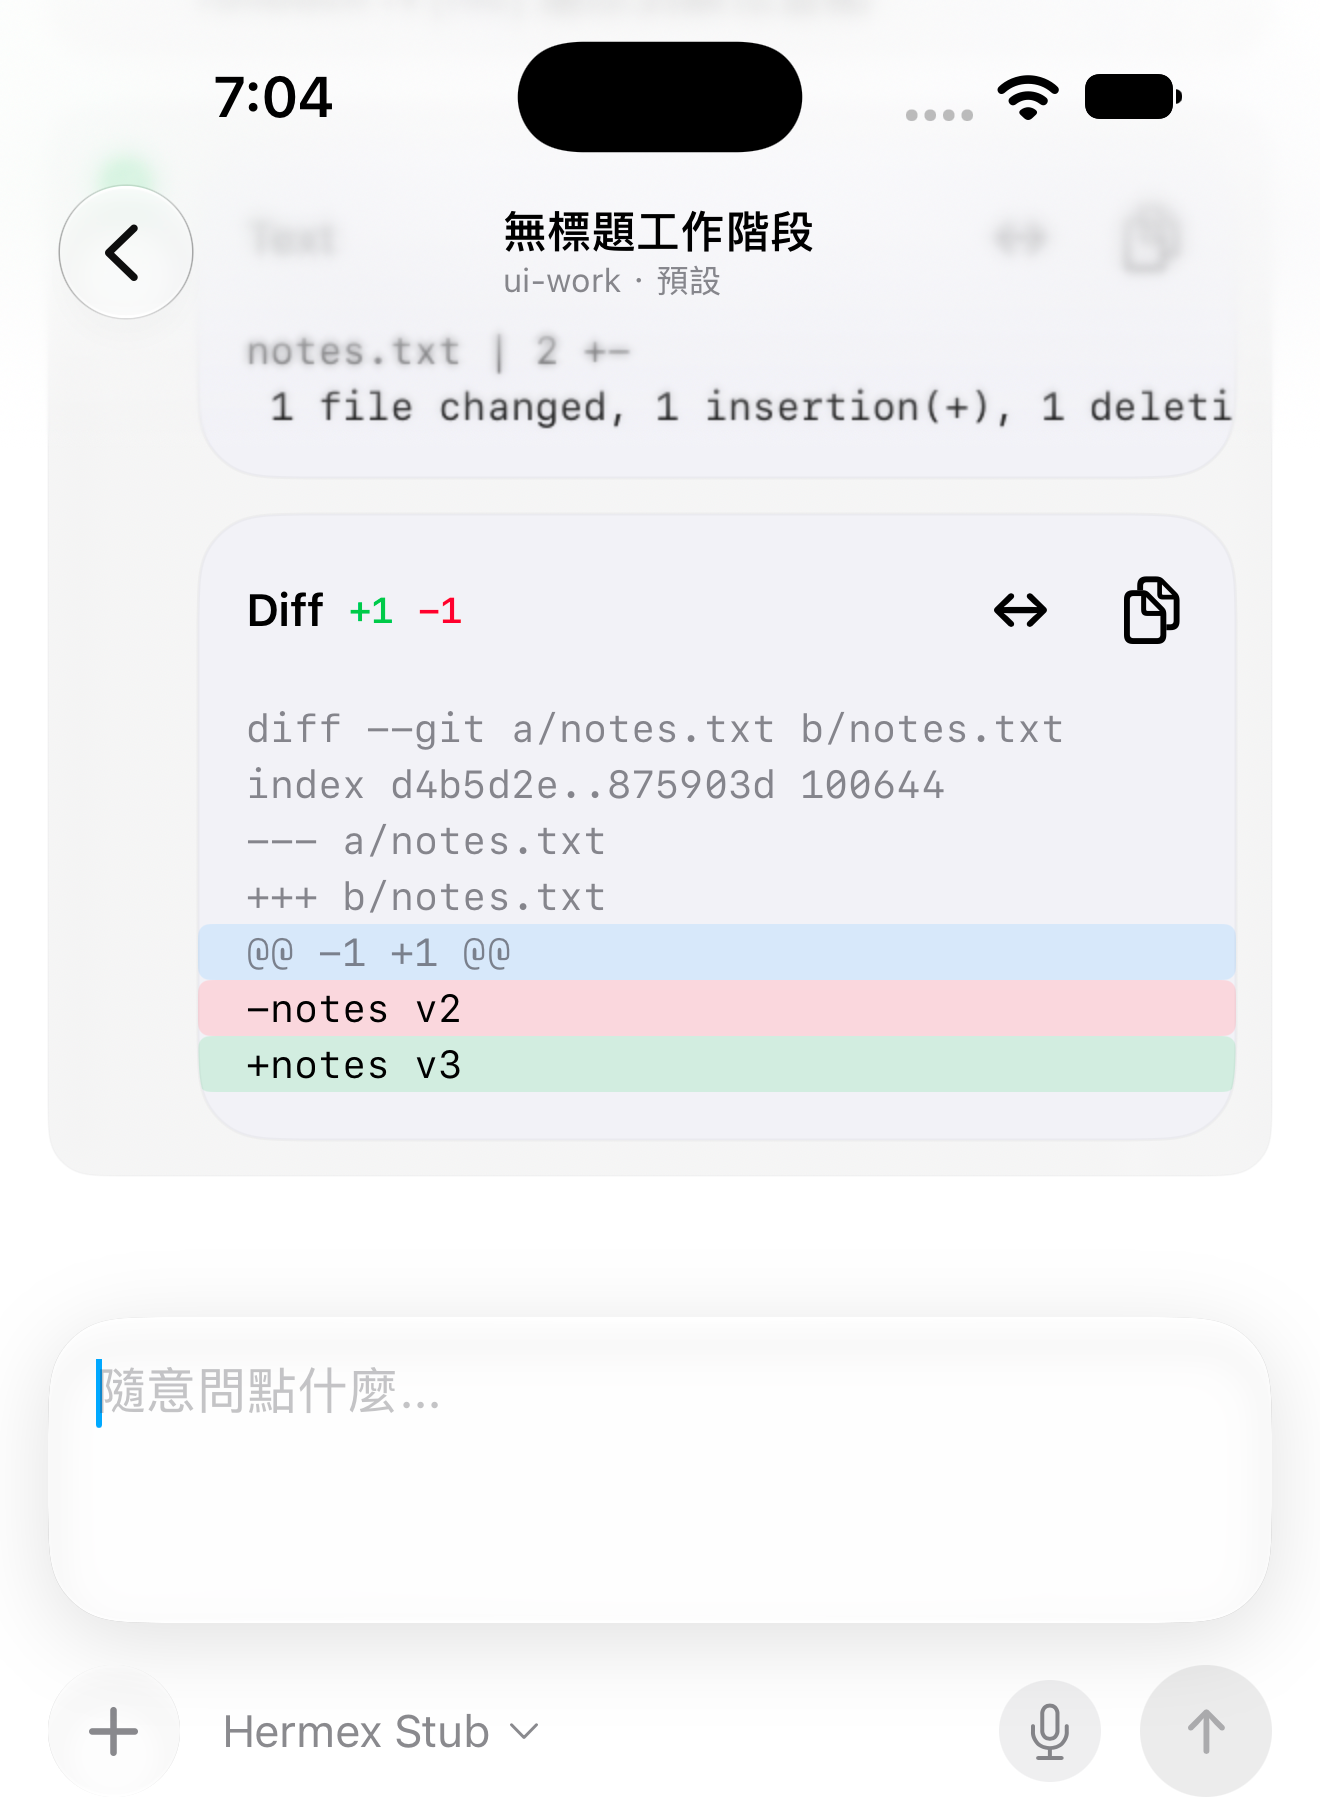 7:04
Text
無標題工作階段
ui-work · 預設
notes.txt | 2 +-
1 file changed, 1 insertion(+), 1 deleti
Diff +1 -1
diff --git a/notes.txt b/notes.txt
index d4b5d2e..875903d 100644
--- a/notes.txt
+++ b/notes.txt
@@ -1 +1 @@
-notes v2
+notes v3
隨意問點什麼...
Hermex Stub